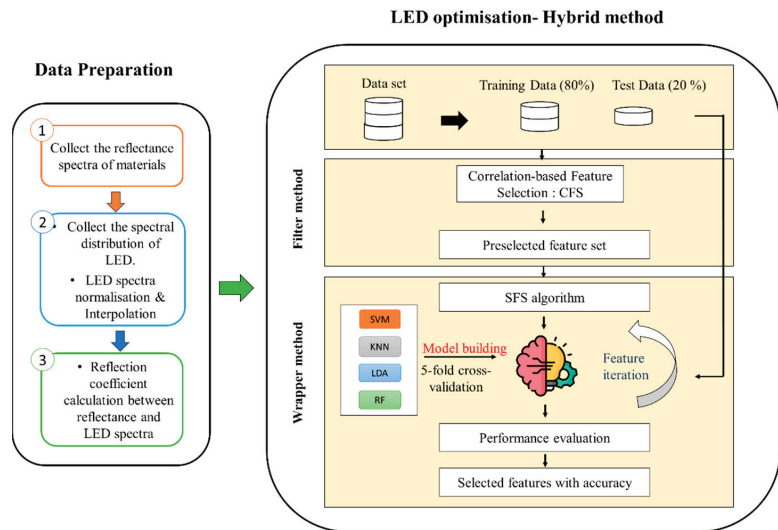 LED optimisation- Hybrid method
Data Preparation
1
Collect the reflectance
spectra of materials
2
• Collect the spectral
distribution of
LED.
• LED spectra
normalisation &
Interpolation
3
• Reflection
coefficient
calculation between
reflectance and
LED spectra
Data set
Training Data (80%)
Test Data (20 %)
Filter method
Correlation-based Feature
Selection : CFS
Preselected feature set
Wrapper method
SFS algorithm
SVM
KNN
LDA
RF
Model building
5-fold cross-
validation
Feature
iteration
Performance evaluation
Selected features with accuracy